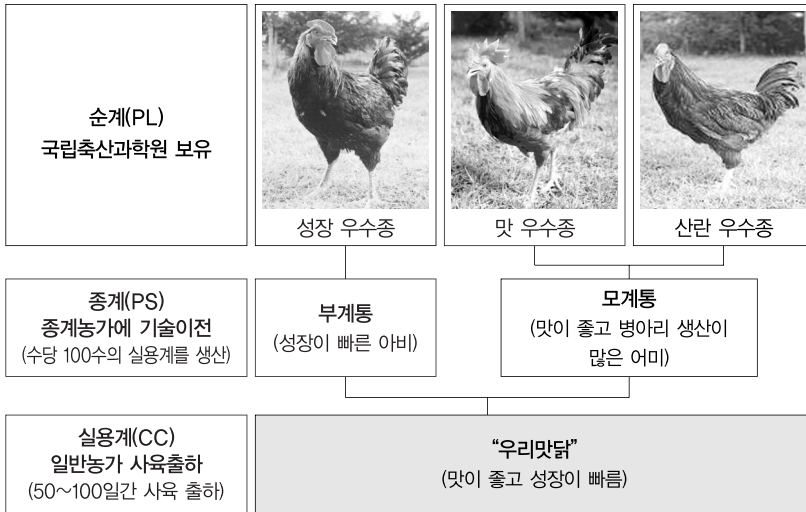 순계(PL)
국립축산과학원 보유
성장 우수종
맛 우수종
산란 우수종
종계(PS)
종계농가에 기술이전
(수당 100수의 실용계를 생산)
부계통
(성장이 빠른 아비)
모계통
(맛이 좋고 병아리 생산이
많은 어미)
실용계(CC)
일반농가 사육출하
(50~100일간 사육 출하)
“우리맛닭”
(맛이 좋고 성장이 빠름)